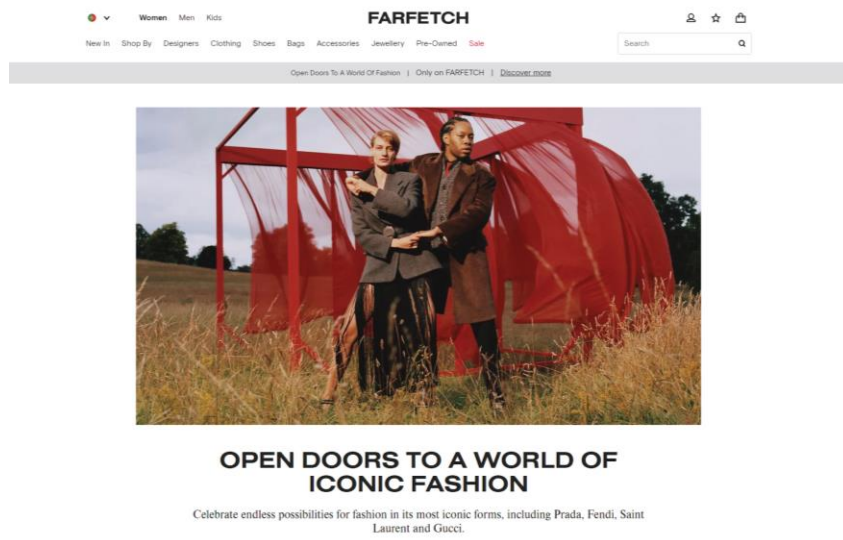 Women Men Kids
FARFETCH
New In Shop By Designers Clothing Shoes Bags Accessories Jewellery Pre-Owned Sale
Search
Open Doors To A World Of Fashion | Only on FARFETCH | Discover more
OPEN DOORS TO A WORLD OF
ICONIC FASHION
Celebrate endless possibilities for fashion in its most iconic forms, including Prada, Fendi, Saint
Laurent and Gucci.